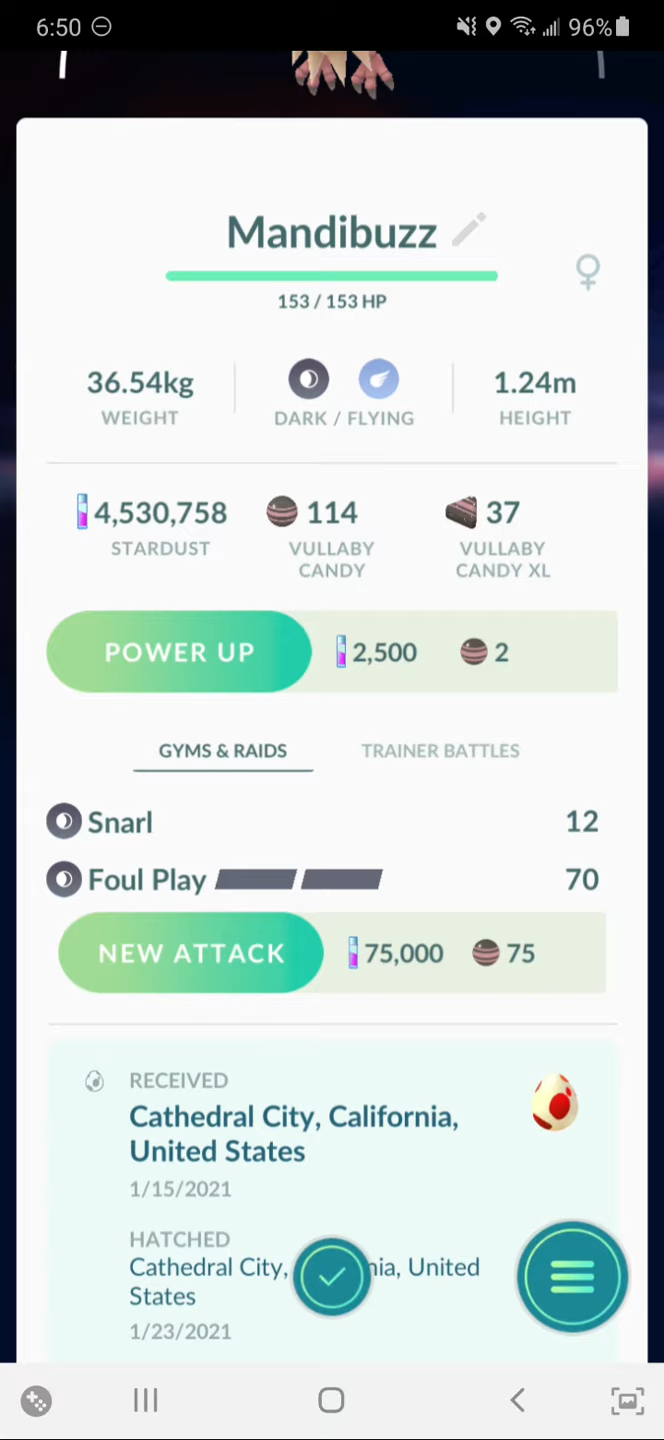 6:50 96%
Mandibuzz
153 / 153 HP
36.54kg 1.24m
WEIGHT DARK / FLYING HEIGHT
4,530,758 114 37
STARDUST VULLABY VULLABY
CANDY CANDY XL
POWER UP 2,500 2
GYMS & RAIDS TRAINER BATTLES
Snarl 12
Foul Play 70
NEW ATTACK 75,000 75
RECEIVED
Cathedral City, California,
United States
1/15/2021
HATCHED
Cathedral City, nia, United
States
1/23/2021